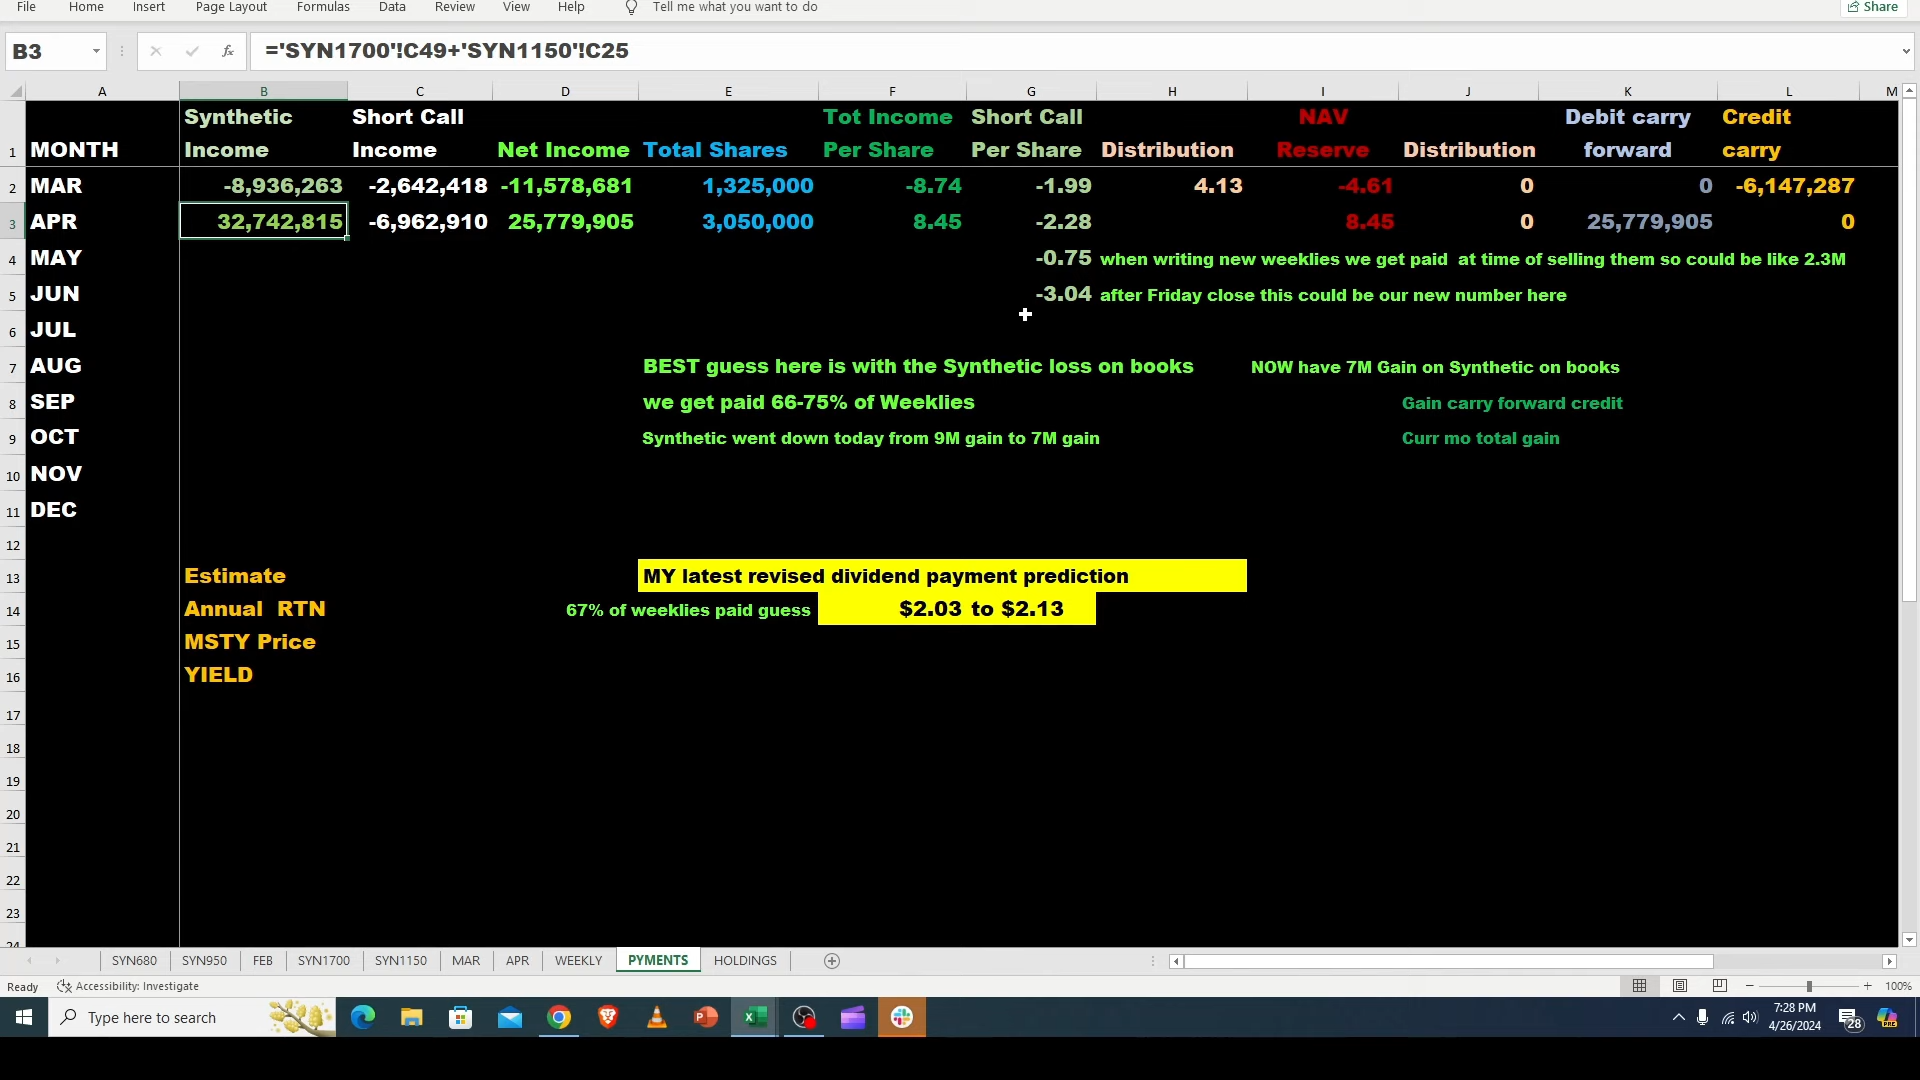 File Home Insert Page Layout Formulas Data Review View Help Tell me what you want to do Share
B3 fx ='SYN1700'!C49+'SYN1150'!C25
A B C D E F G H I J K L M
Synthetic Short Call Tot Income Short Call NAV Debit carry Credit
1 MONTH Income Income Net Income Total Shares Per Share Per Share Distribution Reserve Distribution forward carry
2 MAR -8,936,263 -2,642,418 -11,578,681 1,325,000 -8.74 -1.99 4.13 -4.61 0 0 -6,147,287
3 APR 32,742,815 -6,962,910 25,779,905 3,050,000 8.45 -2.28 8.45 0 25,779,905 0
4 MAY -0.75 when writing new weeklies we get paid at time of selling them so could be like 2.3M
5 JUN -3.04 after Friday close this could be our new number here
6 JUL
7 AUG BEST guess here is with the Synthetic loss on books NOW have 7M Gain on Synthetic on books
8 SEP we get paid 66-75% of Weeklies Gain carry forward credit
9 OCT Synthetic went down today from 9M gain to 7M gain Curr mo total gain
10 NOV
11 DEC
12
13 Estimate MY latest revised dividend payment prediction
14 Annual RTN 67% of weeklies paid guess $2.03 to $2.13
15 MSTY Price
16 YIELD
17
18
19
20
21
22
23
24
SYN680 SYN950 FEB SYN1700 SYN1150 MAR APR WEEKLY PYMENTS HOLDINGS
Ready Accessibility: Investigate 100%
Type here to search 7:28 PM
4/26/2024 28